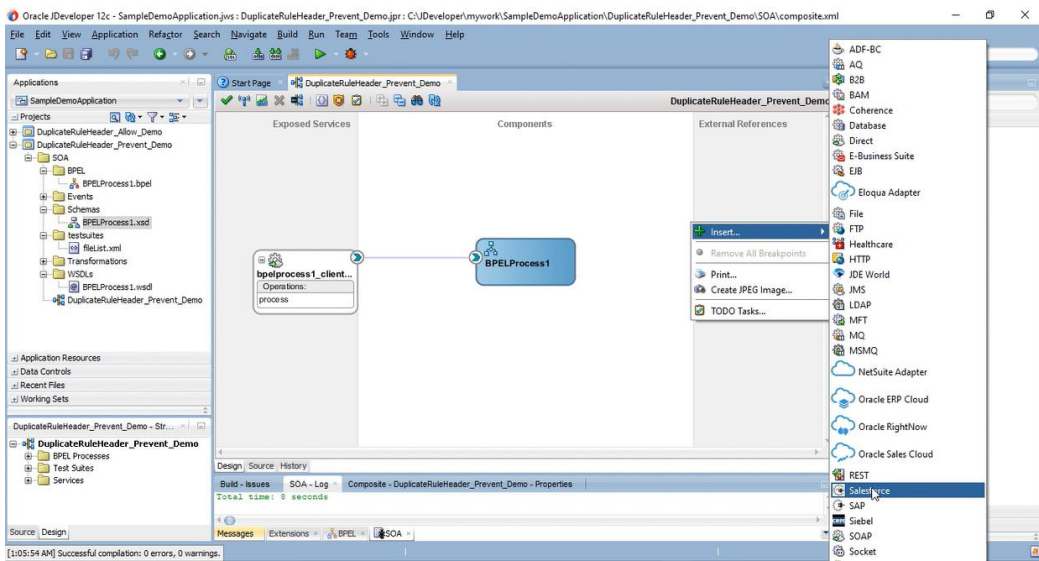 Oracle JDeveloper 12c - SampleDemoApplication.jws : DuplicateRuleHeader_Prevent_Demo.jpr : C:\JDeveloper\mywork\SampleDemoApplication\DuplicateRuleHeader_Prevent_Demo\SOA\composite.xml
File Edit View Application Refactor Search Navigate Build Run Team Tools Window Help
Applications
SampleDemoApplication
Projects
DuplicateRuleHeader_Allow_Demo
DuplicateRuleHeader_Prevent_Demo
SOA
BPEL
BPELProcess1.bpel
Events
Schemas
BPELProcess1.xsd
testsuites
fileList.xml
Transformations
WSDLs
BPELProcess1.wsdl
DuplicateRuleHeader_Prevent_Demo
Application Resources
Data Controls
Recent Files
Working Sets
DuplicateRuleHeader_Prevent_Demo - Str...
DuplicateRuleHeader_Prevent_Demo
BPEL Processes
Test Suites
Services
Source Design
Start Page DuplicateRuleHeader_Prevent_Demo
DuplicateRuleHeader_Prevent_Demo
Exposed Services Components External References
bpelprocess1_client...
Operations:
process
BPELProcess1
Insert...
Remove All Breakpoints
Print...
Create JPEG Image...
TODO Tasks...
ADF-BC
AQ
B2B
BAM
Coherence
Database
Direct
E-Business Suite
EJB
Eloqua Adapter
File
FTP
Healthcare
HTTP
JDE World
JMS
LDAP
MFT
MQ
MSMQ
NetSuite Adapter
Oracle ERP Cloud
Oracle RightNow
Oracle Sales Cloud
REST
Salesforce
SAP
Siebel
SOAP
Socket
Design Source History
Build - Issues SOA - Log Composite - DuplicateRuleHeader_Prevent_Demo - Properties
Total time: 8 seconds
Messages Extensions BPEL SOA
[1:05:54 AM] Successful compilation: 0 errors, 0 warnings.